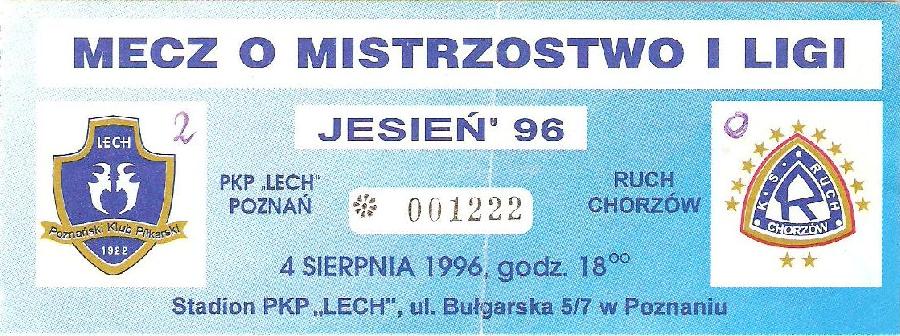 MECZ O MISTRZOSTWO I LIGI
JESIEŃ' 96
2
LECH
Poznański Klub Piłkarski
1922
PKP „LECH"
POZNAŃ
001222
RUCH
CHORZÓW
0
K.S. RUCH
CHORZÓW
R
4 SIERPNIA 1996, godz. 18⁰⁰
Stadion PKP „LECH", ul. Bułgarska 5/7 w Poznaniu